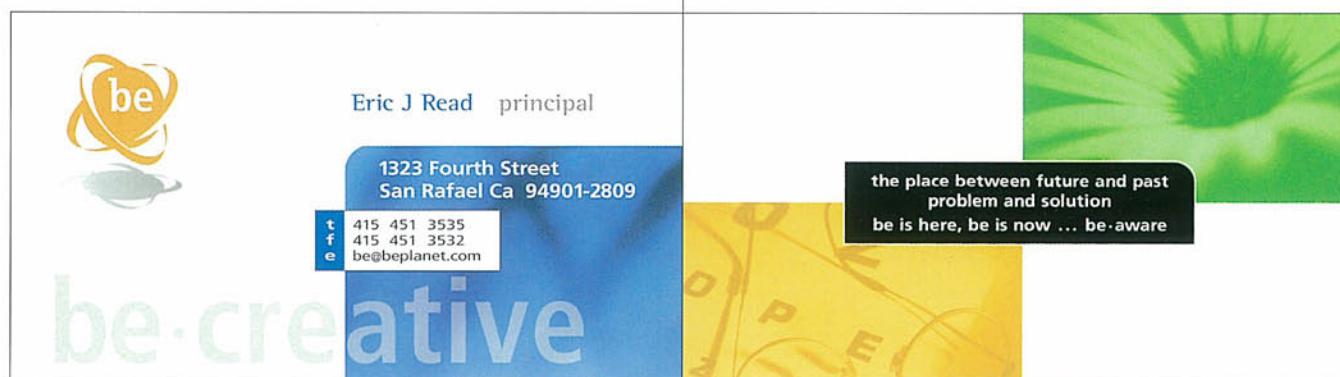 be
Eric J Read principal
1323 Fourth Street
San Rafael Ca 94901-2809
t 415 451 3535
f 415 451 3532
e be@beplanet.com
be·creative
the place between future and past
problem and solution
be is here, be is now ... be·aware
O K
O P E